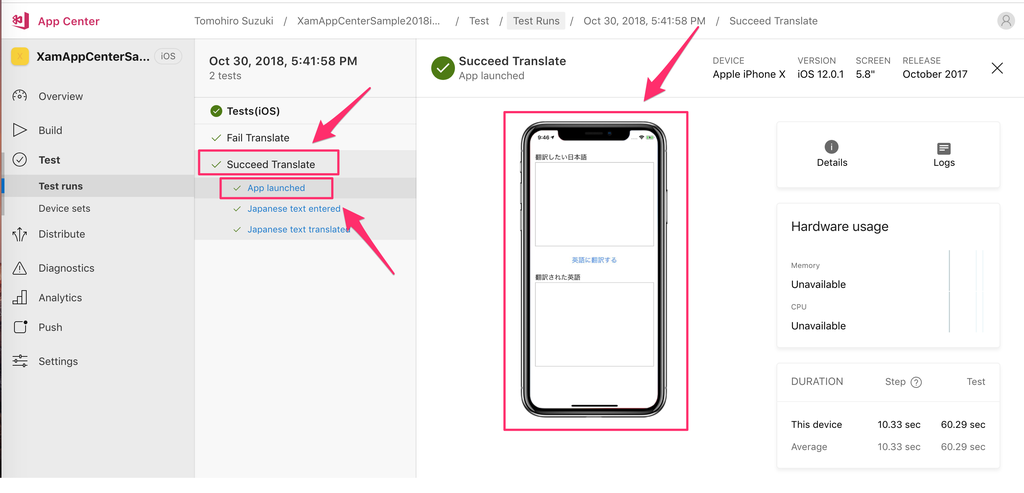 App Center
Tomohiro Suzuki / XamAppCenterSample2018i... / Test / Test Runs / Oct 30, 2018, 5:41:58 PM / Succeed Translate
X
XamAppCenterSa...
iOS
Overview
Build
Test
Test runs
Device sets
Distribute
Diagnostics
Analytics
Push
Settings
Oct 30, 2018, 5:41:58 PM
2 tests
Tests(iOS)
Fail Translate
Succeed Translate
App launched
Japanese text entered
Japanese text translated
Succeed Translate
App launched
DEVICE
Apple iPhone X
VERSION
iOS 12.0.1
SCREEN
5.8"
RELEASE
October 2017
9:46
翻訳したい日本語
英語に翻訳する
翻訳された英語
Details
Logs
Hardware usage
Memory
Unavailable
CPU
Unavailable
DURATION Step ? Test
This device 10.33 sec 60.29 sec
Average 10.33 sec 60.29 sec